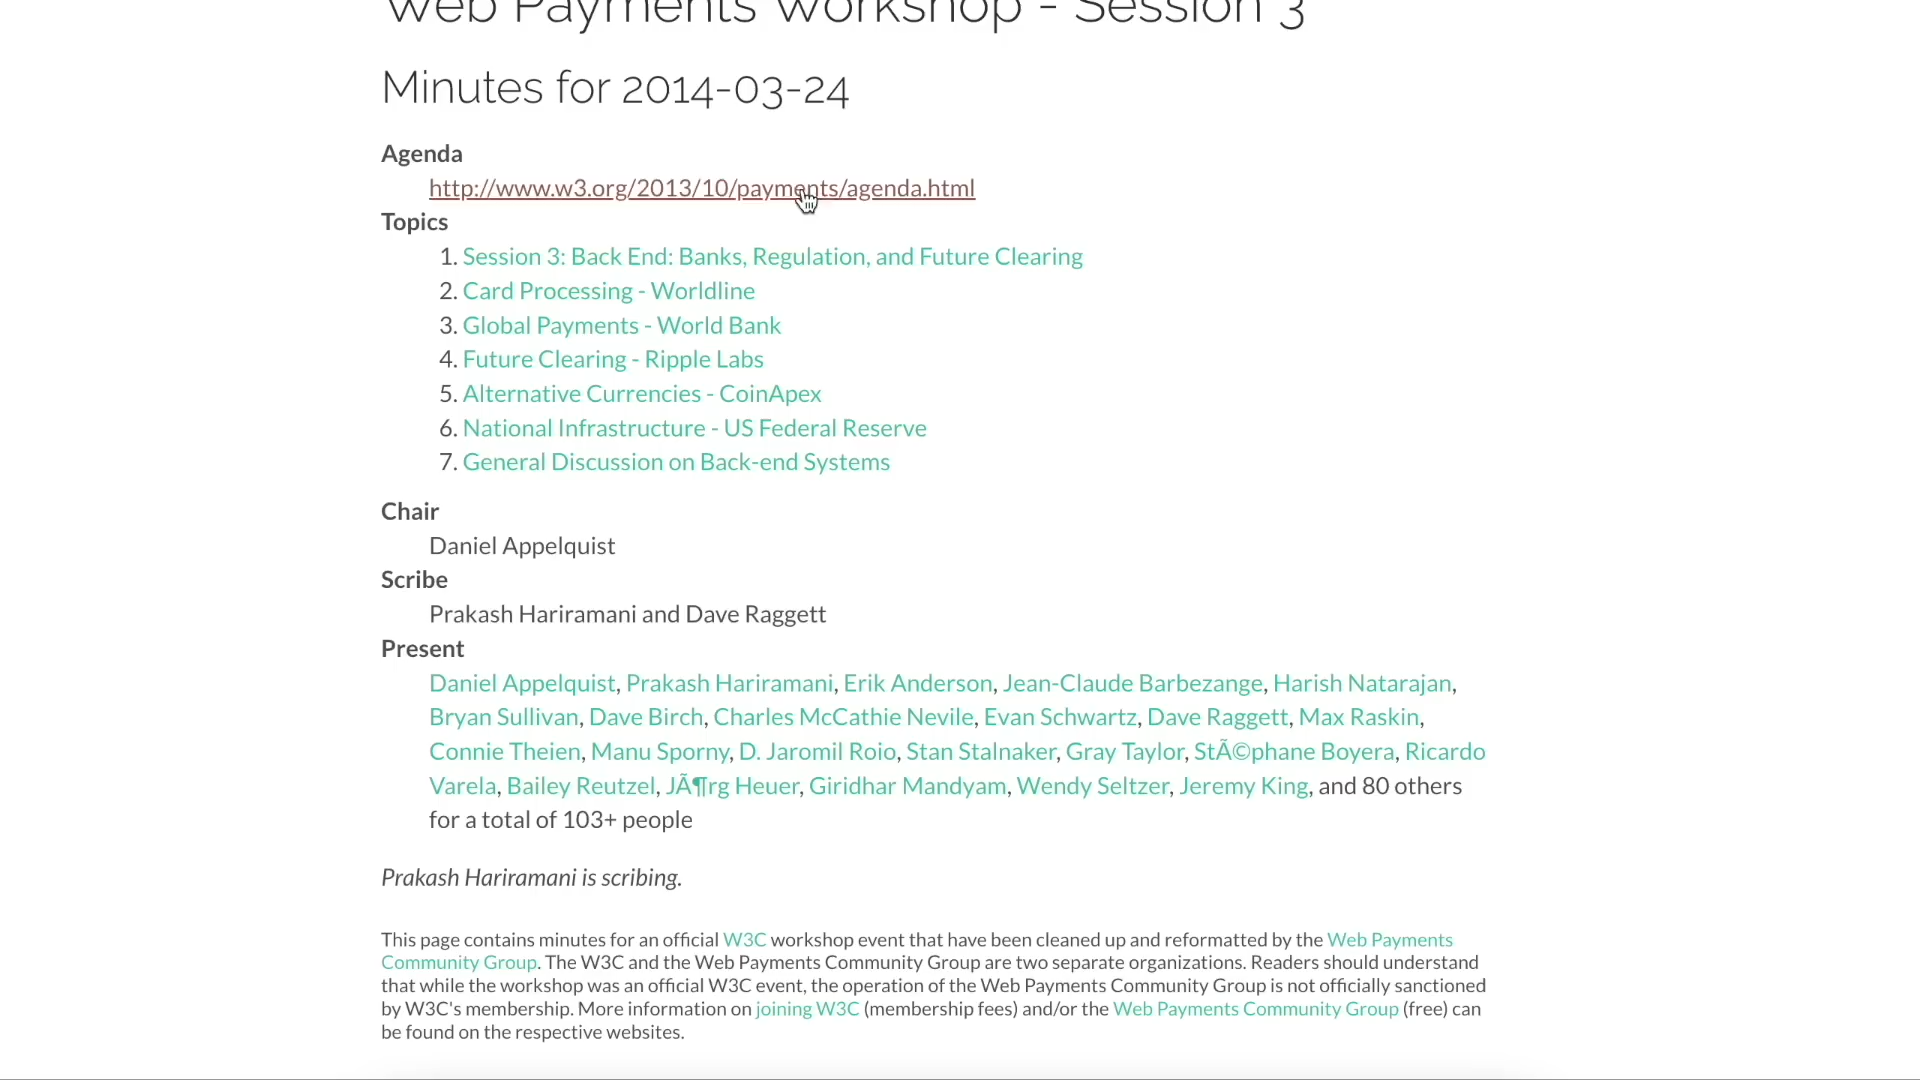 Web Payments Workshop - Session 3
Minutes for 2014-03-24
Agenda
http://www.w3.org/2013/10/payments/agenda.html
Topics
1. Session 3: Back End: Banks, Regulation, and Future Clearing
2. Card Processing - Worldline
3. Global Payments - World Bank
4. Future Clearing - Ripple Labs
5. Alternative Currencies - CoinApex
6. National Infrastructure - US Federal Reserve
7. General Discussion on Back-end Systems
Chair
Daniel Appelquist
Scribe
Prakash Hariramani and Dave Raggett
Present
Daniel Appelquist, Prakash Hariramani, Erik Anderson, Jean-Claude Barbezange, Harish Natarajan,
Bryan Sullivan, Dave Birch, Charles McCathie Nevile, Evan Schwartz, Dave Raggett, Max Raskin,
Connie Theien, Manu Sporny, D. Jaromil Roio, Stan Stalnaker, Gray Taylor, StÃ©phane Boyera, Ricardo
Varela, Bailey Reutzel, JÃ¶rg Heuer, Giridhar Mandyam, Wendy Seltzer, Jeremy King, and 80 others
for a total of 103+ people
Prakash Hariramani is scribing.
This page contains minutes for an official W3C workshop event that have been cleaned up and reformatted by the Web Payments
Community Group. The W3C and the Web Payments Community Group are two separate organizations. Readers should understand
that while the workshop was an official W3C event, the operation of the Web Payments Community Group is not officially sanctioned
by W3C's membership. More information on joining W3C (membership fees) and/or the Web Payments Community Group (free) can
be found on the respective websites.